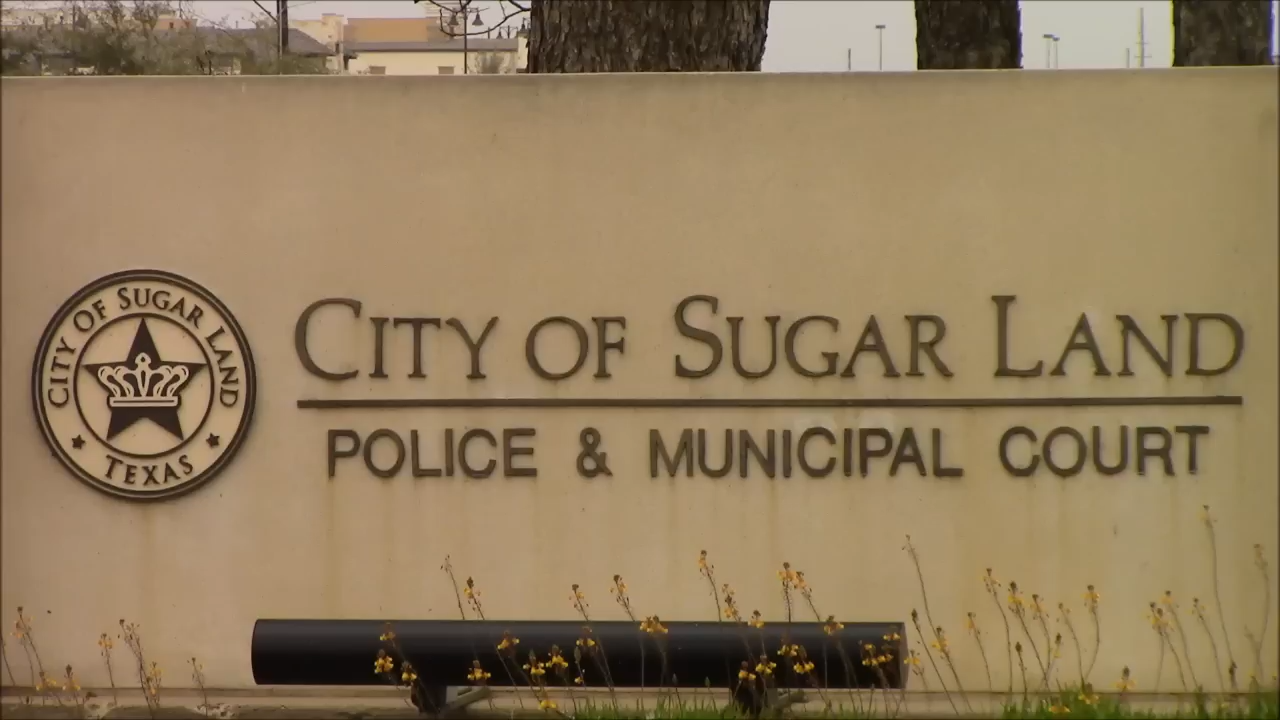 CITY OF SUGAR LAND
TEXAS
CITY OF SUGAR LAND
POLICE & MUNICIPAL COURT